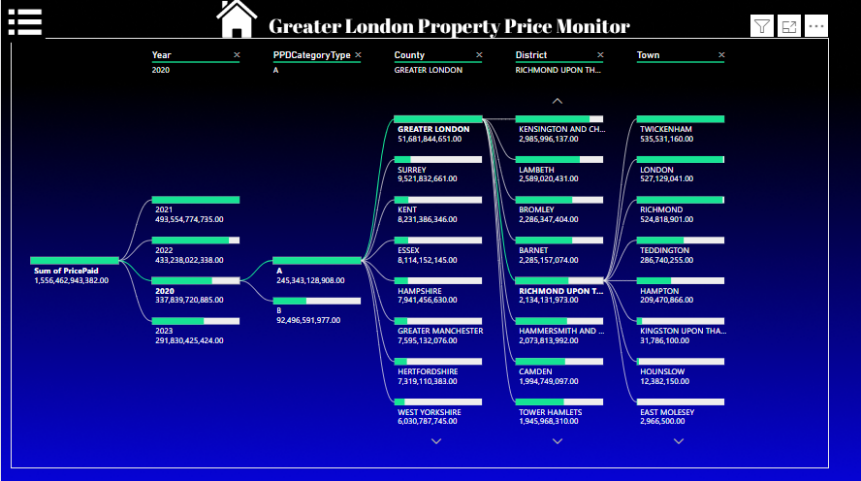 Greater London Property Price Monitor
Year ×
2020
PPDCategoryType ×
A
County ×
GREATER LONDON
District ×
RICHMOND UPON TH...
Town ×
Sum of PricePaid
1,556,462,943,382.00
2021
493,554,774,735.00
2022
433,238,022,338.00
2020
337,839,720,885.00
2023
291,830,425,424.00
A
245,343,128,908.00
B
92,496,591,977.00
GREATER LONDON
51,681,844,651.00
SURREY
9,521,832,661.00
KENT
8,231,386,346.00
ESSEX
8,114,152,145.00
HAMPSHIRE
7,941,456,630.00
GREATER MANCHESTER
7,595,132,076.00
HERTFORDSHIRE
7,319,110,383.00
WEST YORKSHIRE
6,030,787,745.00
KENSINGTON AND CH...
2,985,996,137.00
LAMBETH
2,589,020,431.00
BROMLEY
2,286,347,404.00
BARNET
2,285,157,074.00
RICHMOND UPON T...
2,134,131,973.00
HAMMERSMITH AND ...
2,073,813,992.00
CAMDEN
1,994,749,097.00
TOWER HAMLETS
1,945,968,310.00
TWICKENHAM
535,531,160.00
LONDON
527,129,041.00
RICHMOND
524,818,901.00
TEDDINGTON
286,740,255.00
HAMPTON
209,470,866.00
KINGSTON UPON THA...
31,786,100.00
HOUNSLOW
12,382,150.00
EAST MOLESEY
2,966,500.00